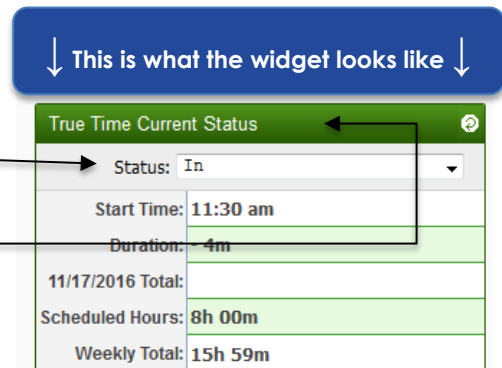 ↓ This is what the widget looks like ↓
True Time Current Status
Status: In
Start Time: 11:30 am
Duration: - 4m
11/17/2016 Total:
Scheduled Hours: 8h 00m
Weekly Total: 15h 59m